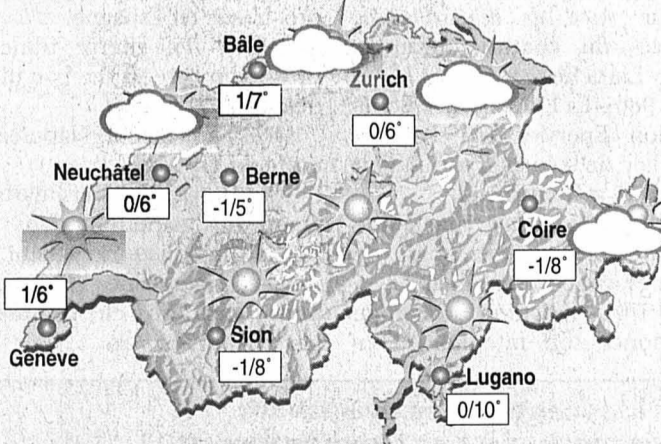 Bâle
1/7°
Zurich
0/6°
Neuchâtel
0/6°
Berne
-1/5°
Coire
-1/8°
1/6°
Genève
Sion
-1/8°
Lugano
0/10°